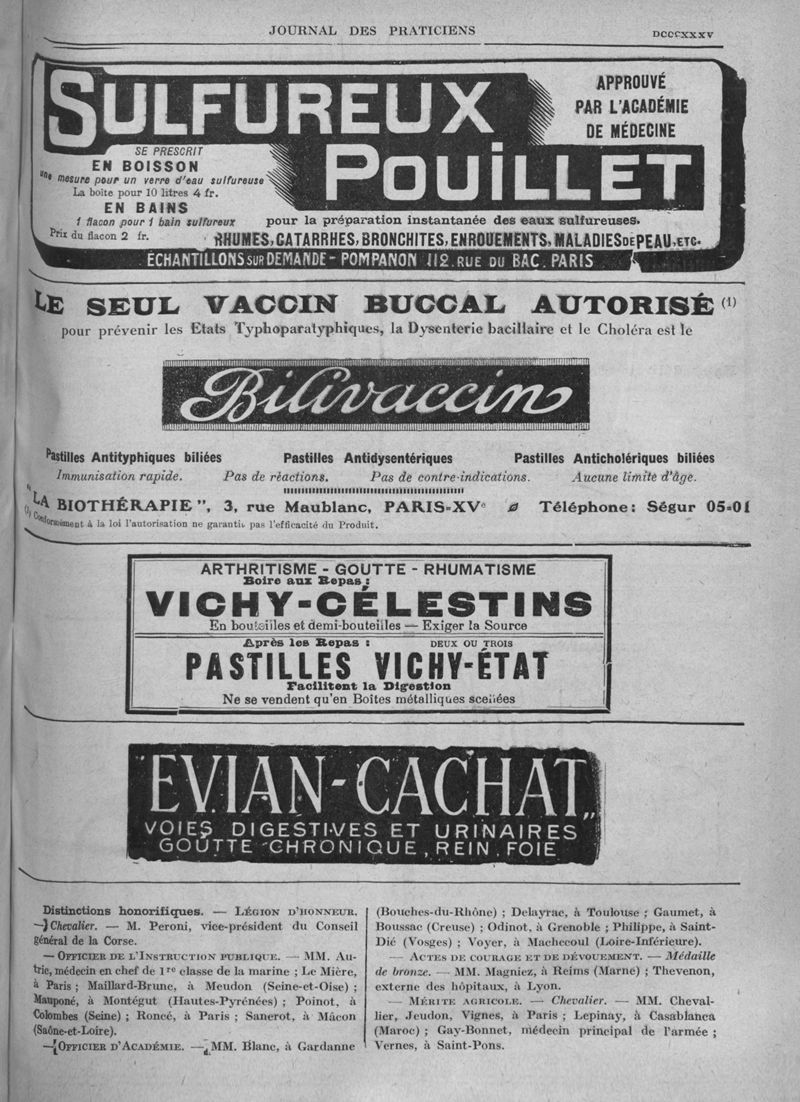 JOURNAL DES PRATICIENS
SULFUREUX
POUILLET
APPROUVÉ
PAR L'ACADÉMIE
DE MÉDECINE
SE PRESCRIT
EN BOISSON
une mesure pour un verre d'eau sulfureuse
La boite pour 10 litres 4 fr.
EN BAINS
1 flacon pour 1 bain sulfureux
Prix du flacon 2 fr.
pour la préparation instantanée des eaux sulfureuses.
RHUMES, CATARRHES, BRONCHITES, ENROUEMENTS, MALADIES DE PEAU, ETC.
ÉCHANTILLONS SUR DEMANDE - POMPANON 112, RUE DU BAC. PARIS
LE SEUL VACCIN BUCCAL AUTORISÉ (1)
pour prévenir les Etats Typhoparatyphiques, la Dysenterie bacillaire et le Choléra est le
Bilivaccin
Pastilles Antityphiques biliées Pastilles Antidysentériques Pastilles Anticholériques biliées
Immunisation rapide. Pas de réactions. Pas de contre-indications. Aucune limite d'âge.
"LA BIOTHÉRAPIE", 3, rue Maublanc, PARIS-XVe Téléphone: Ségur 05-01
(1) Conformément à la loi l'autorisation ne garantit pas l'efficacité du Produit.
ARTHRITISME - GOUTTE - RHUMATISME
Boire aux Repas :
VICHY-CÉLESTINS
En bouteilles et demi-bouteilles — Exiger la Source
Après les Repas : DEUX OU TROIS
PASTILLES VICHY-ÉTAT
Facilitent la Digestion
Ne se vendent qu'en Boîtes métalliques scellées
"EVIAN-CACHAT"
VOIES DIGESTIVES ET URINAIRES
GOUTTE CHRONIQUE, REIN, FOIE
Distinctions honorifiques. — LÉGION D'HONNEUR.
— Chevalier. — M. Peroni, vice-président du Conseil
général de la Corse.
— OFFICIER DE L'INSTRUCTION PUBLIQUE. — MM. Au-
tric, médecin en chef de 1re classe de la marine ; Le Mière,
à Paris ; Maillard-Brune, à Meudon (Seine-et-Oise) ;
Mauponé, à Montégut (Hautes-Pyrénées) ; Poinot, à
Colombes (Seine) ; Roncé, à Paris ; Sanerot, à Mâcon
(Saône-et-Loire).
— OFFICIER D'ACADÉMIE. — MM. Blanc, à Gardanne
(Bouches-du-Rhône) ; Delayrac, à Toulouse ; Gaumet, à
Boussac (Creuse) ; Odinot, à Grenoble ; Philippe, à Saint-
Dié (Vosges) ; Voyer, à Machecoul (Loire-Inférieure).
— ACTES DE COURAGE ET DE DÉVOUEMENT. — Médaille
de bronze. — MM. Magniez, à Reims (Marne) ; Thevenon,
externe des hôpitaux, à Lyon.
— MÉRITE AGRICOLE. — Chevalier. — MM. Cheval-
lier, Jeudon, Vignes, à Paris ; Lepinay, à Casablanca
(Maroc) ; Gay-Bonnet, médecin principal de l'armée ;
Vernes, à Saint-Pons.